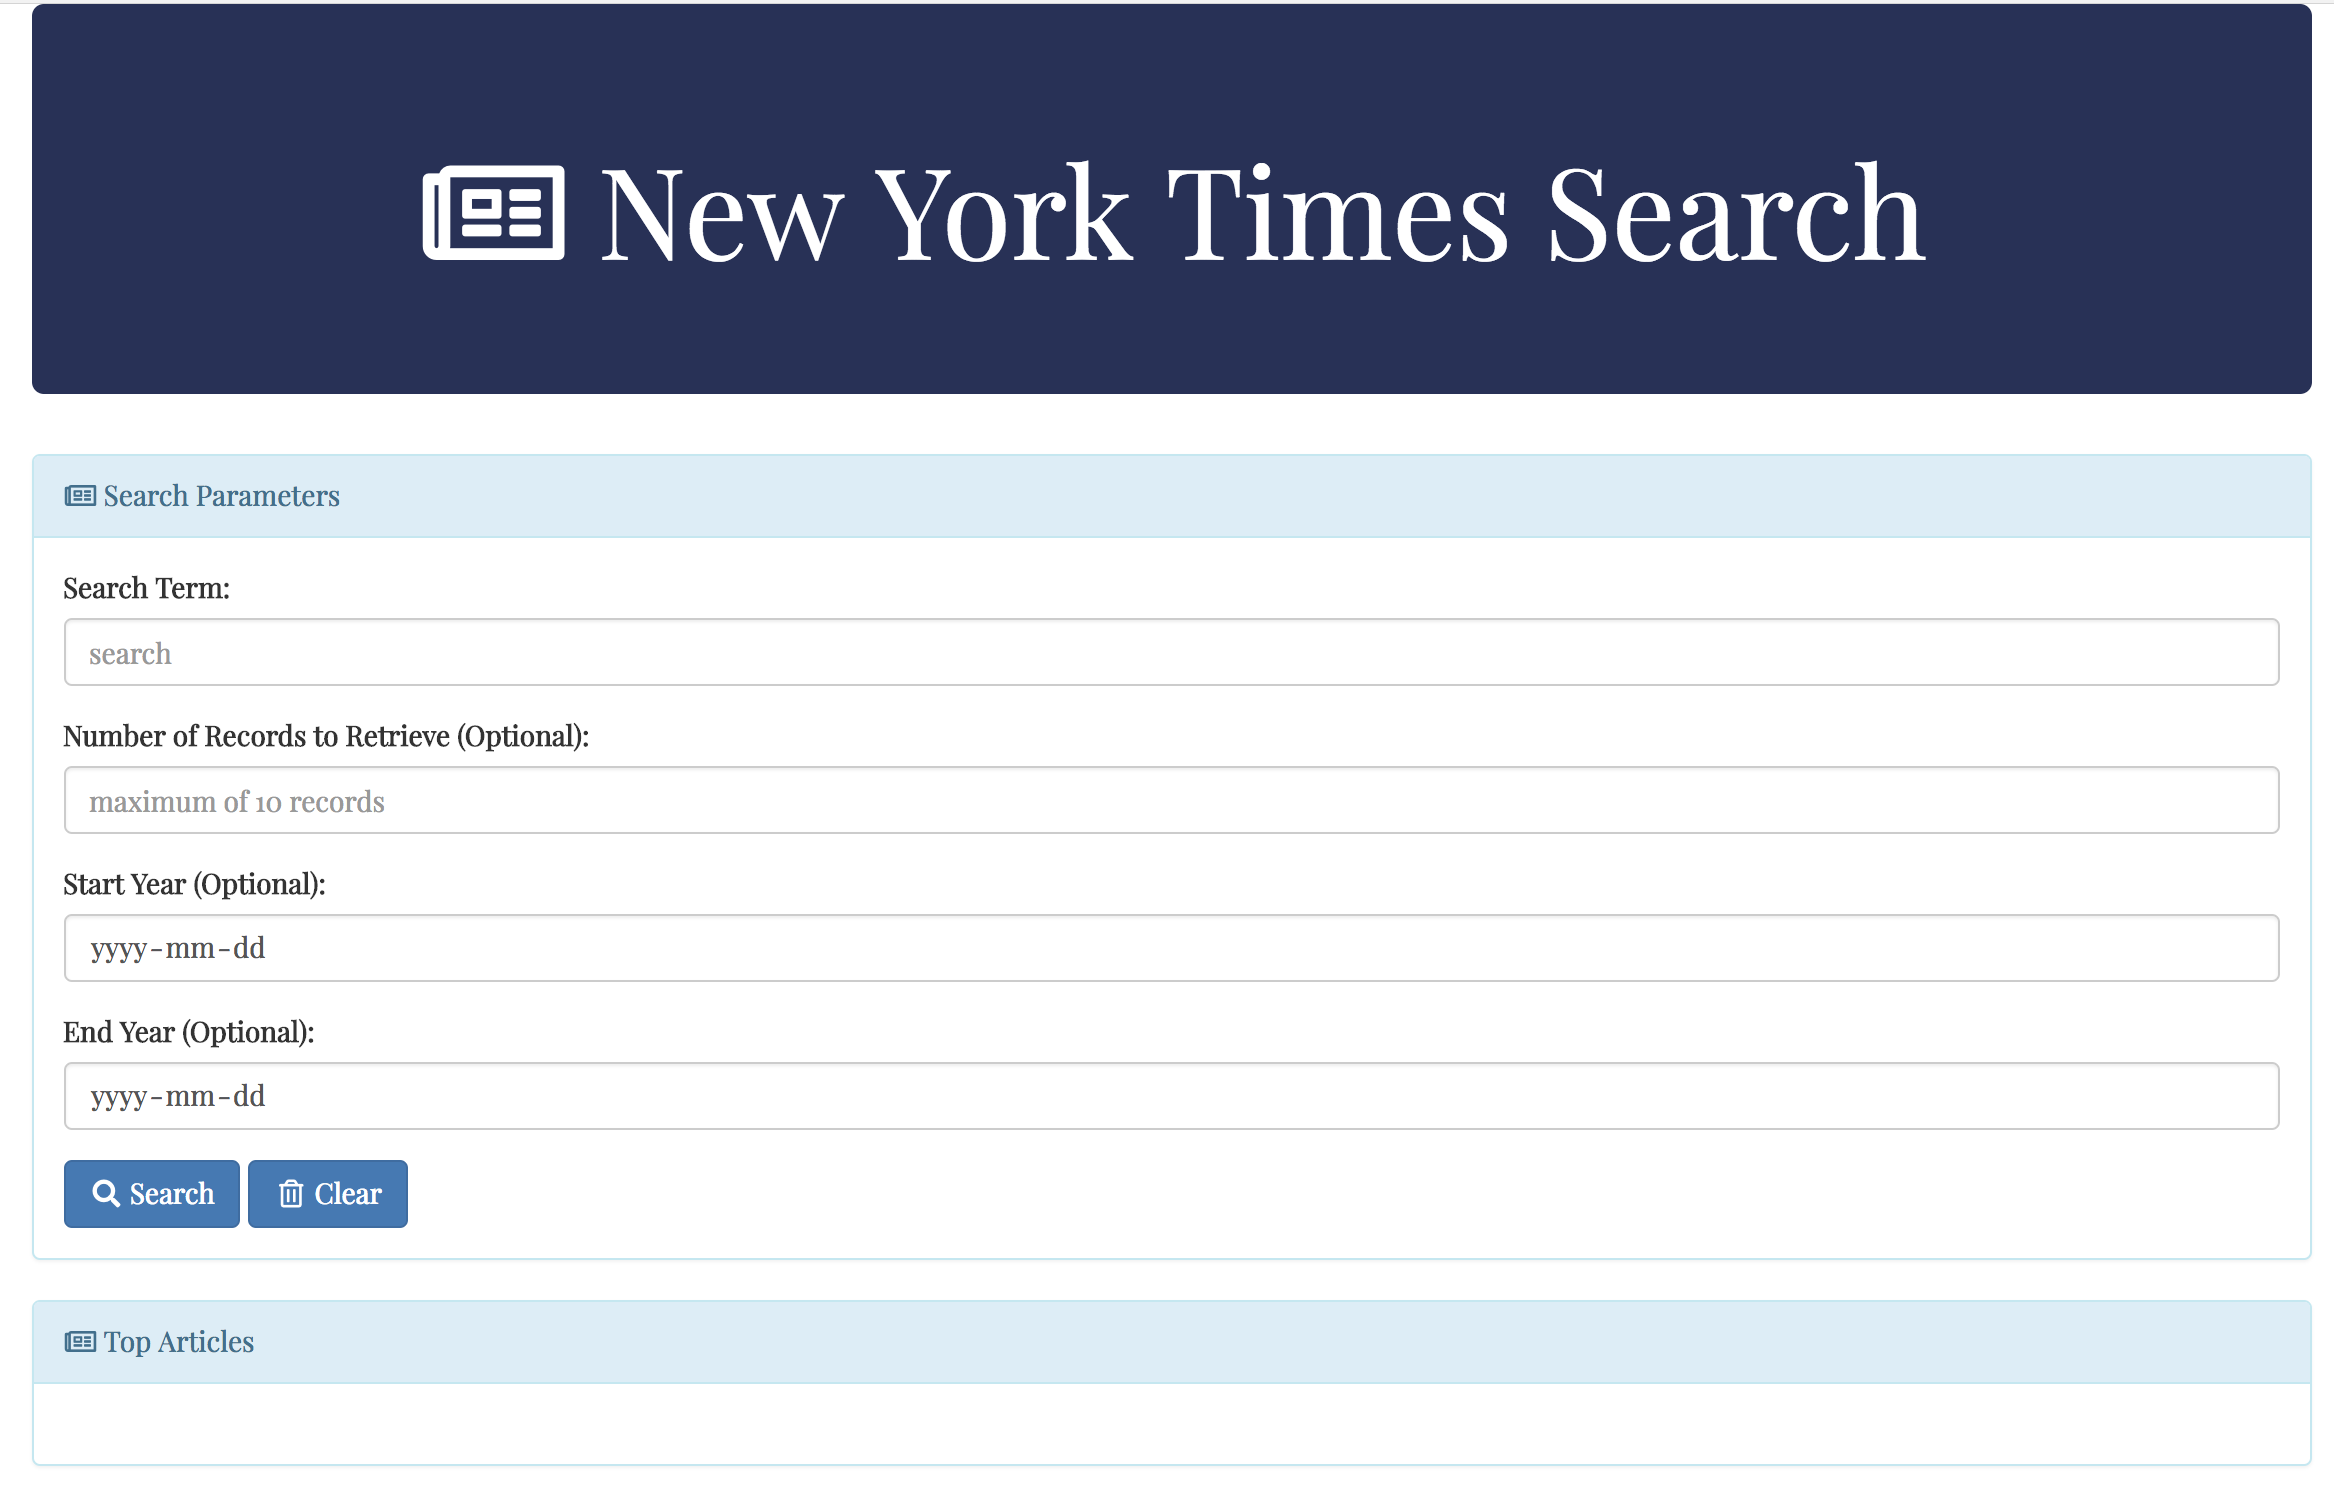 New York Times Search
Search Parameters
Search Term:
search
Number of Records to Retrieve (Optional):
maximum of 10 records
Start Year (Optional):
yyyy-mm-dd
End Year (Optional):
yyyy-mm-dd
Search Clear
Top Articles